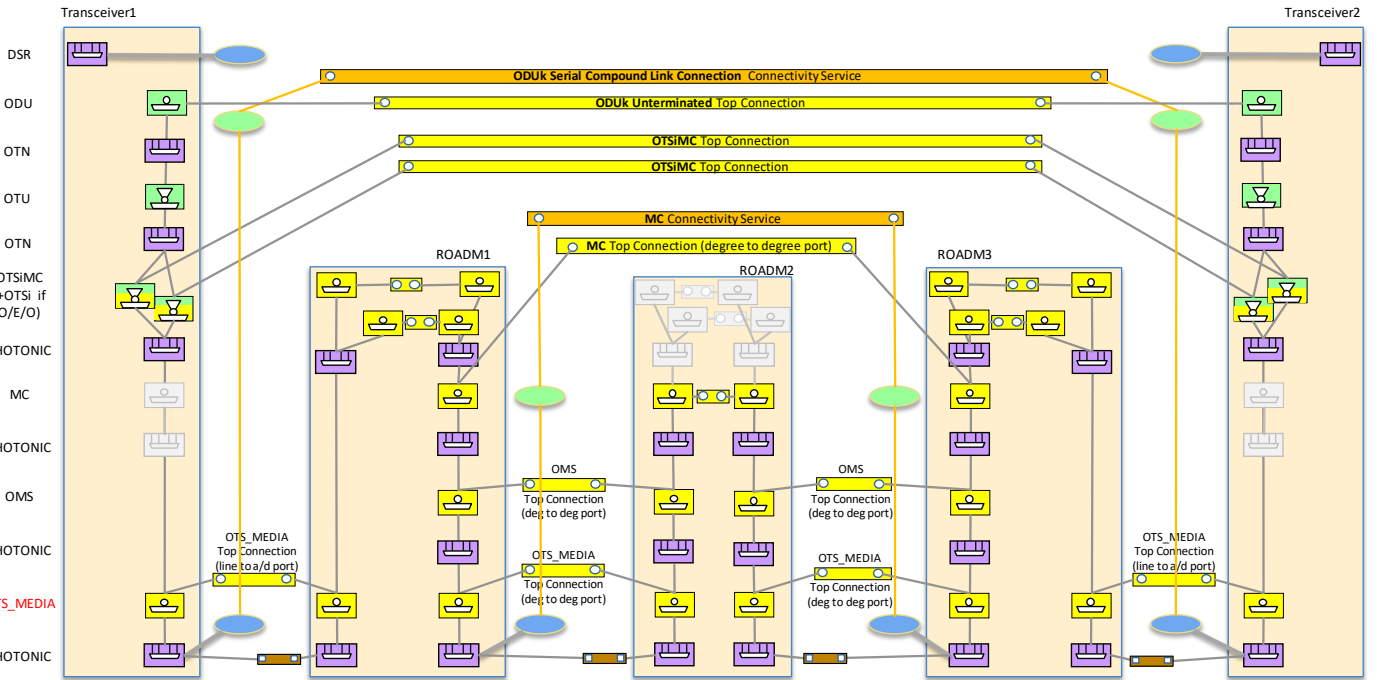 Transceiver1
Transceiver2
DSR
ODUk Serial Compound Link Connection Connectivity Service
ODU
ODUk Unterminated Top Connection
OTN
OTSiMC Top Connection
OTSiMC Top Connection
OTU
MC Connectivity Service
OTN
MC Top Connection (degree to degree port)
ROADM1
ROADM2
ROADM3
OTSiMC
+OTSi if
O/E/O)
HOTONIC
MC
HOTONIC
OMS
OMS
Top Connection
(deg to deg port)
OMS
Top Connection
(deg to deg port)
HOTONIC
OTS_MEDIA
Top Connection
(line to a/d port)
OTS_MEDIA
Top Connection
(deg to deg port)
OTS_MEDIA
Top Connection
(deg to deg port)
OTS_MEDIA
Top Connection
(line to a/d port)
TS_MEDIA
HOTONIC